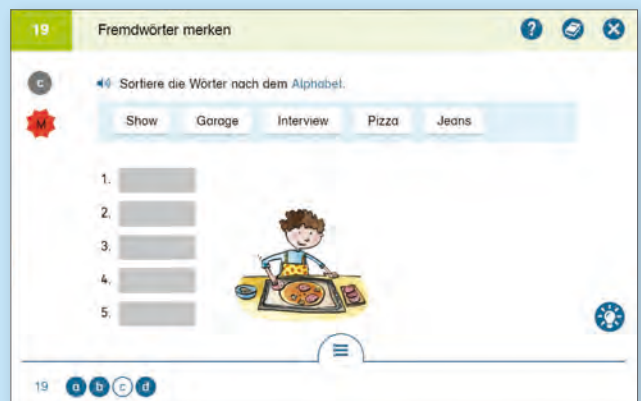 19 Fremdwörter merken ?
C Sortiere die Wörter nach dem Alphabet.
M Show Garage Interview Pizza Jeans
1.
2.
3.
4.
5.
19 a b c d